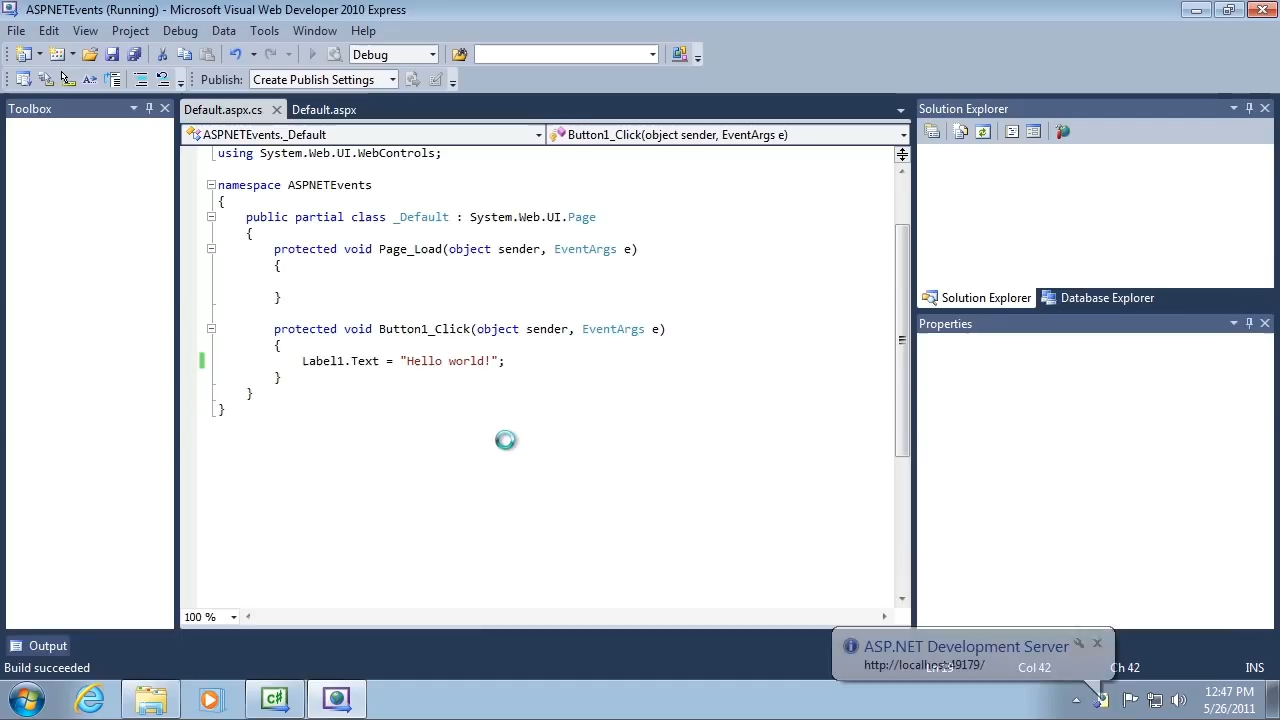 ASPNETEvents (Running) - Microsoft Visual Web Developer 2010 Express
File Edit View Project Debug Data Tools Window Help
Debug
Publish: Create Publish Settings
Toolbox
Default.aspx.cs Default.aspx
ASPNETEvents._Default
Button1_Click(object sender, EventArgs e)
using System.Web.UI.WebControls;
namespace ASPNETEvents
{
public partial class _Default : System.Web.UI.Page
{
protected void Page_Load(object sender, EventArgs e)
{
}
protected void Button1_Click(object sender, EventArgs e)
{
Label1.Text = "Hello world!";
}
}
}
100 %
Solution Explorer
Solution Explorer Database Explorer
Properties
Output
Build succeeded
ASP.NET Development Server
http://localhost:49179/
Col 42
Ch 42
INS
C#
12:47 PM
5/26/2011